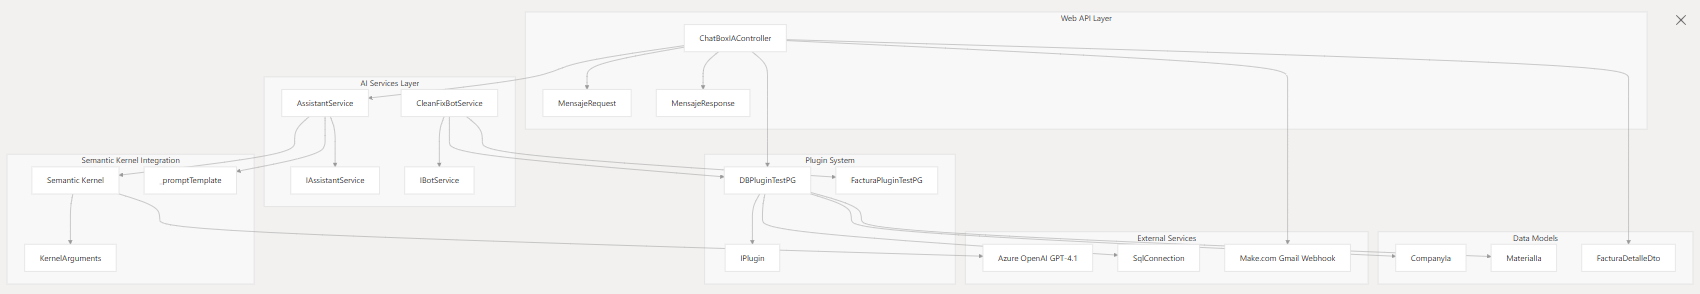 Web API Layer
ChatBoxIAController
AI Services Layer
AssistantService
CleanFixBotService
MensajeRequest
MensajeResponse
Semantic Kernel Integration
Plugin System
Semantic Kernel
promptTemplate
IAssistantService
IBotService
DBPluginTestPG
FacturaPluginTestPG
External Services
Data Models
KernelArguments
IPlugin
Azure OpenAI GPT-4.1
SqlConnection
Make.com Gmail Webhook
CompanyIa
MaterialIa
FacturaDetalleDto